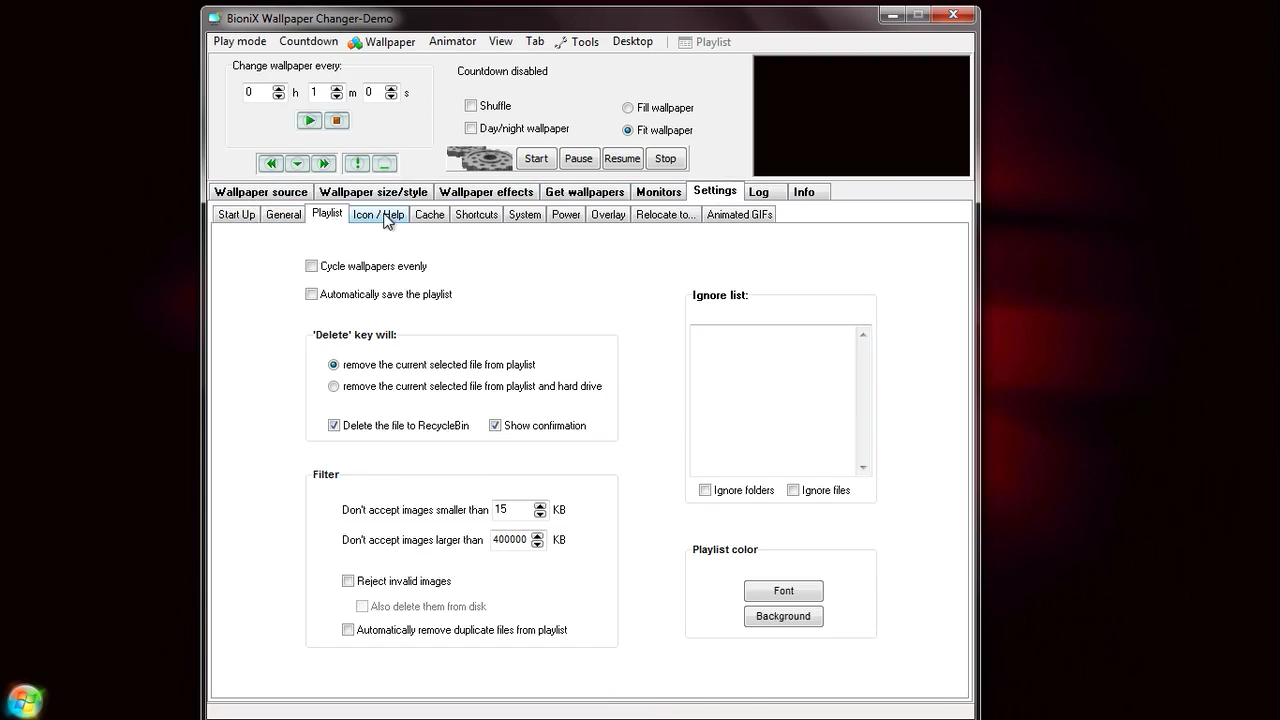 BioniX Wallpaper Changer-Demo
Play mode Countdown Wallpaper Animator View Tab Tools Desktop Playlist
Change wallpaper every:
0 h 1 m 0 s
Countdown disabled
Shuffle
Day/night wallpaper
Fill wallpaper
Fit wallpaper
Start Pause Resume Stop
Wallpaper source Wallpaper size/style Wallpaper effects Get wallpapers Monitors Settings Log Info
Start Up General Playlist Icon / Help Cache Shortcuts System Power Overlay Relocate to... Animated GIFs
Cycle wallpapers evenly
Automatically save the playlist
'Delete' key will:
remove the current selected file from playlist
remove the current selected file from playlist and hard drive
Delete the file to RecycleBin Show confirmation
Filter
Don't accept images smaller than 15 KB
Don't accept images larger than 400000 KB
Reject invalid images
Also delete them from disk
Automatically remove duplicate files from playlist
Ignore list:
Ignore folders Ignore files
Playlist color
Font
Background